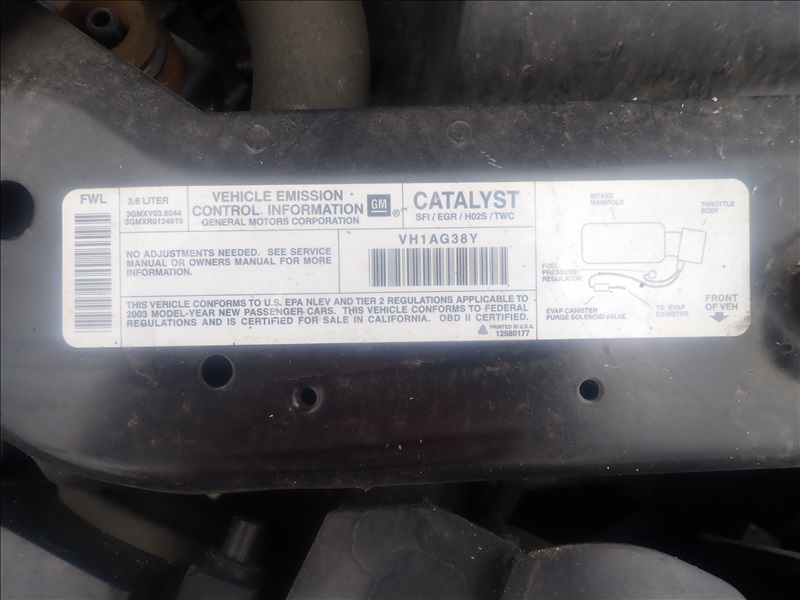 FWL
3.8 LITER
3GMXV03.8044
3GMXR0124919
VEHICLE EMISSION
CONTROL INFORMATION
GENERAL MOTORS CORPORATION
GM ®
CATALYST
SFI / EGR / H02S / TWC
NO ADJUSTMENTS NEEDED. SEE SERVICE
MANUAL OR OWNERS MANUAL FOR MORE
INFORMATION.
VH1AG38Y
THIS VEHICLE CONFORMS TO U.S. EPA NLEV AND TIER 2 REGULATIONS APPLICABLE TO
2003 MODEL-YEAR NEW PASSENGER CARS. THIS VEHICLE CONFORMS TO FEDERAL
REGULATIONS AND IS CERTIFIED FOR SALE IN CALIFORNIA. OBD II CERTIFIED.
PRINTED IN U.S.A.
12580177
INTAKE
MANIFOLD
THROTTLE
BODY
FUEL
PRESSURE
REGULATOR
EVAP CANISTER
PURGE SOLENOID VALVE
TO EVAP
CANISTER
FRONT
OF VEH